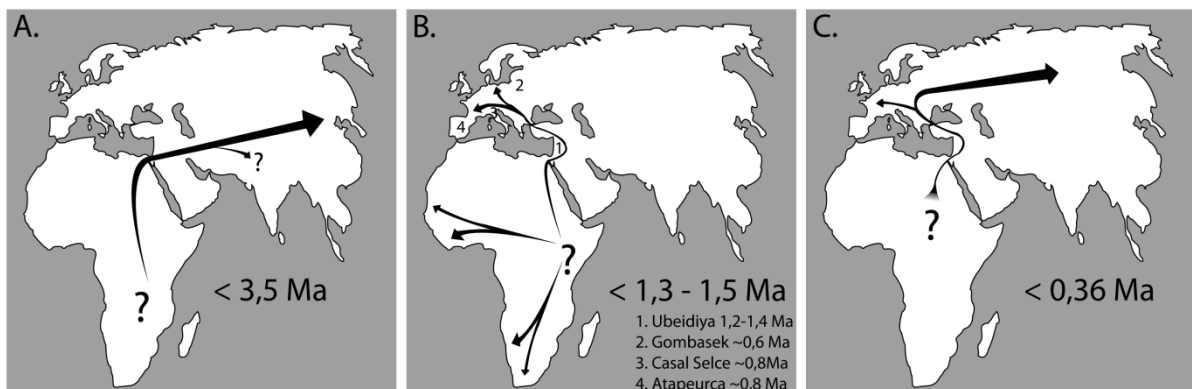 A.
?
?
< 3,5 Ma
B.
2
3
4
1
?
< 1,3 - 1,5 Ma
1. Ubeidiya 1,2-1,4 Ma
2. Gombasek ~0,6 Ma
3. Casal Selce ~0,8Ma
4. Atapeurca ~0,8 Ma
C.
?
< 0,36 Ma